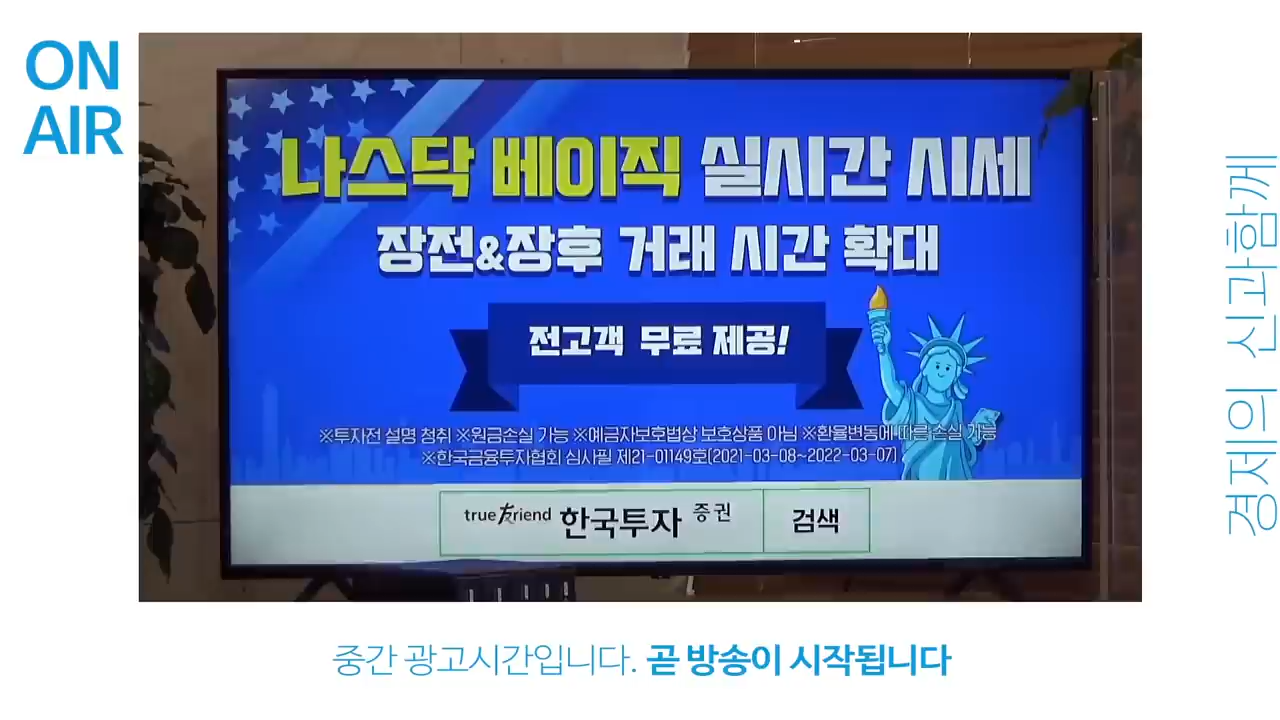 ON
AIR
나스닥 베이직 실시간 시세
장전&장후 거래 시간 확대
전고객 무료 제공!
※투자전 설명 청취 ※원금손실 가능 ※예금자보호법상 보호상품 아님 ※환율변동에 따른 손실 가능
※한국금융투자협회 심사필 제21-01149호(2021-03-08~2022-03-07)
true friend 한국투자 증권 검색
경제의 신과함께
중간 광고시간입니다. 곧 방송이 시작됩니다